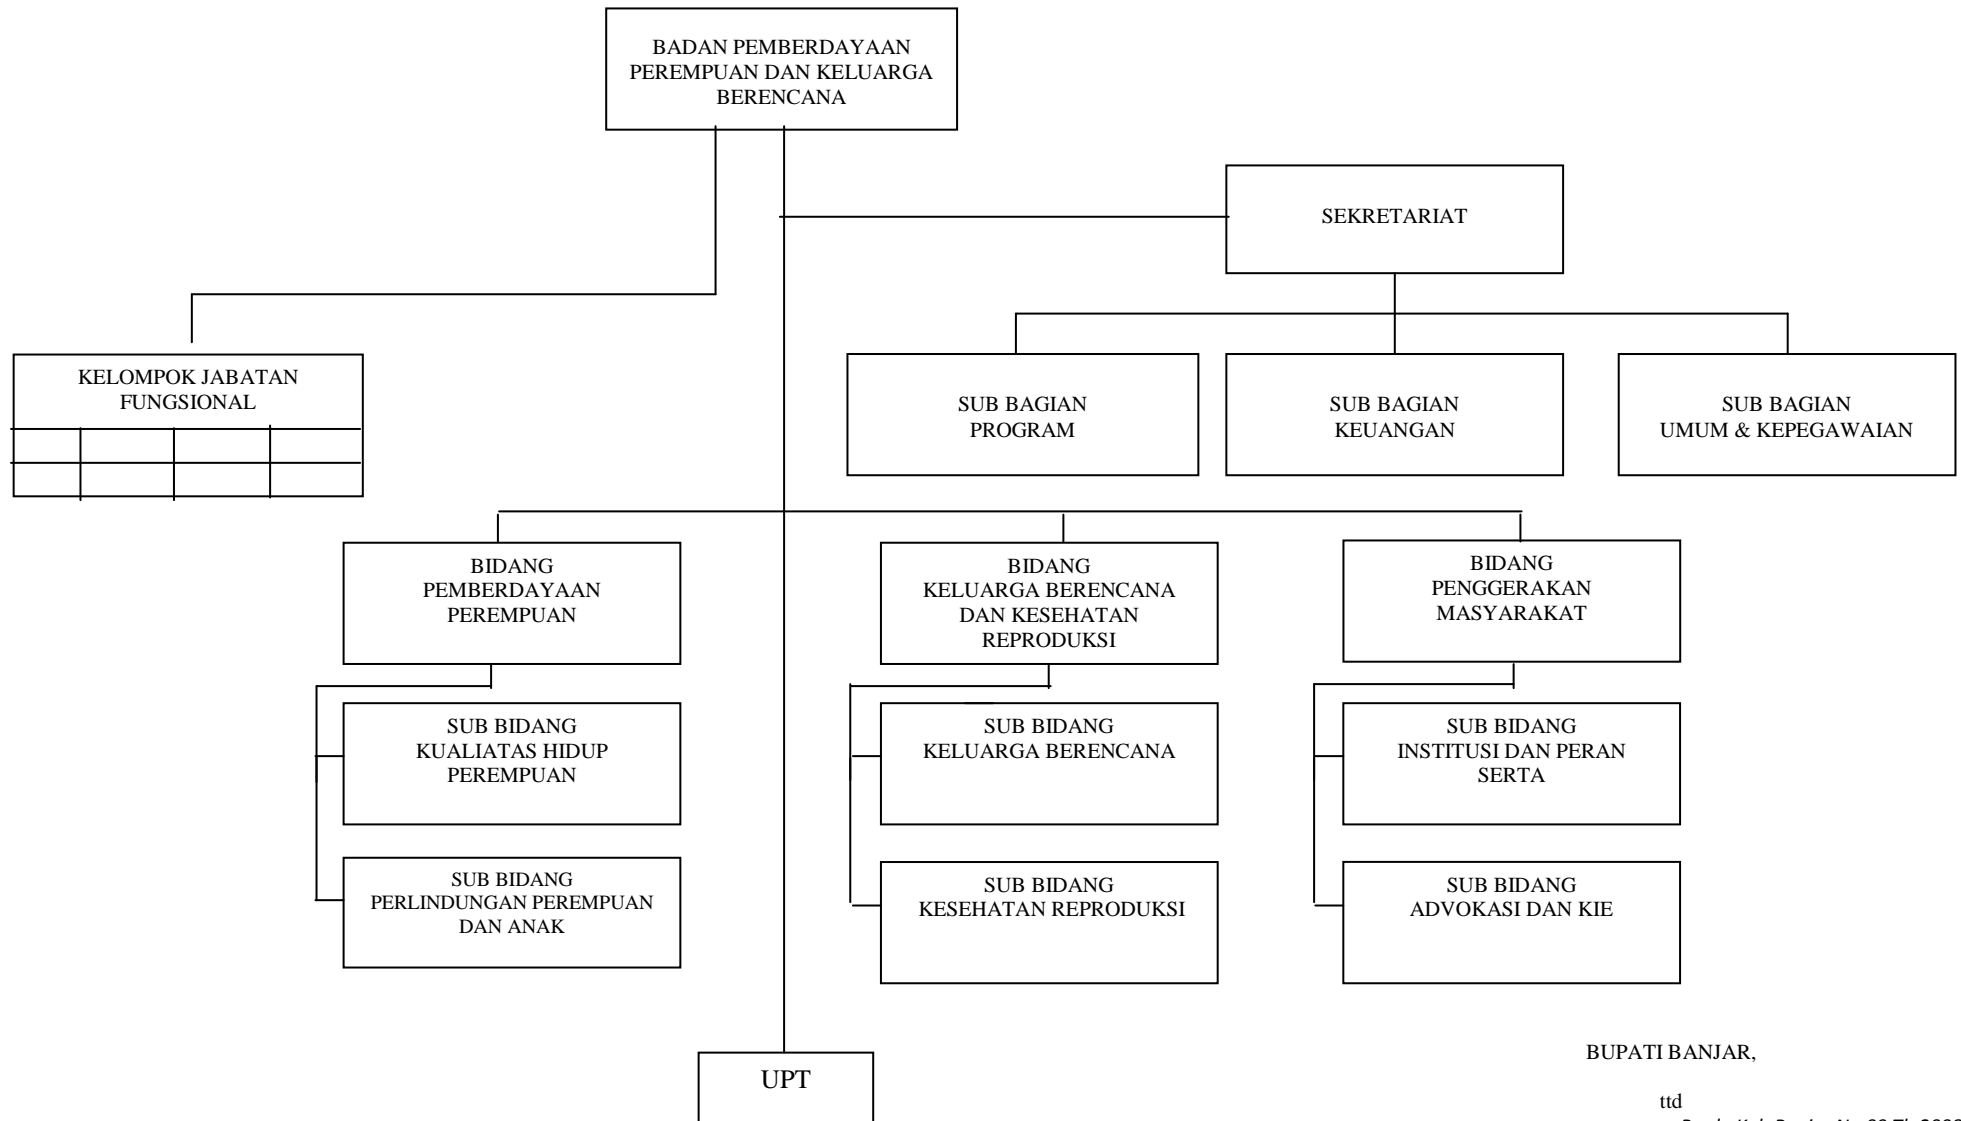 BADAN PEMBERDAYAAN
PEREMPUAN DAN KELUARGA
BERENCANA
SEKRETARIAT
KELOMPOK JABATAN
FUNGSIONAL
SUB BAGIAN
PROGRAM
SUB BAGIAN
KEUANGAN
SUB BAGIAN
UMUM & KEPEGAWAIAN
BIDANG
PEMBERDAYAAN
PEREMPUAN
BIDANG
KELUARGA BERENCANA
DAN KESEHATAN
REPRODUKSI
BIDANG
PENGGERAKAN
MASYARAKAT
SUB BIDANG
KUALIATAS HIDUP
PEREMPUAN
SUB BIDANG
KELUARGA BERENCANA
SUB BIDANG
INSTITUSI DAN PERAN
SERTA
SUB BIDANG
PERLINDUNGAN PEREMPUAN
DAN ANAK
SUB BIDANG
KESEHATAN REPRODUKSI
SUB BIDANG
ADVOKASI DAN KIE
UPT
BUPATI BANJAR,
ttd